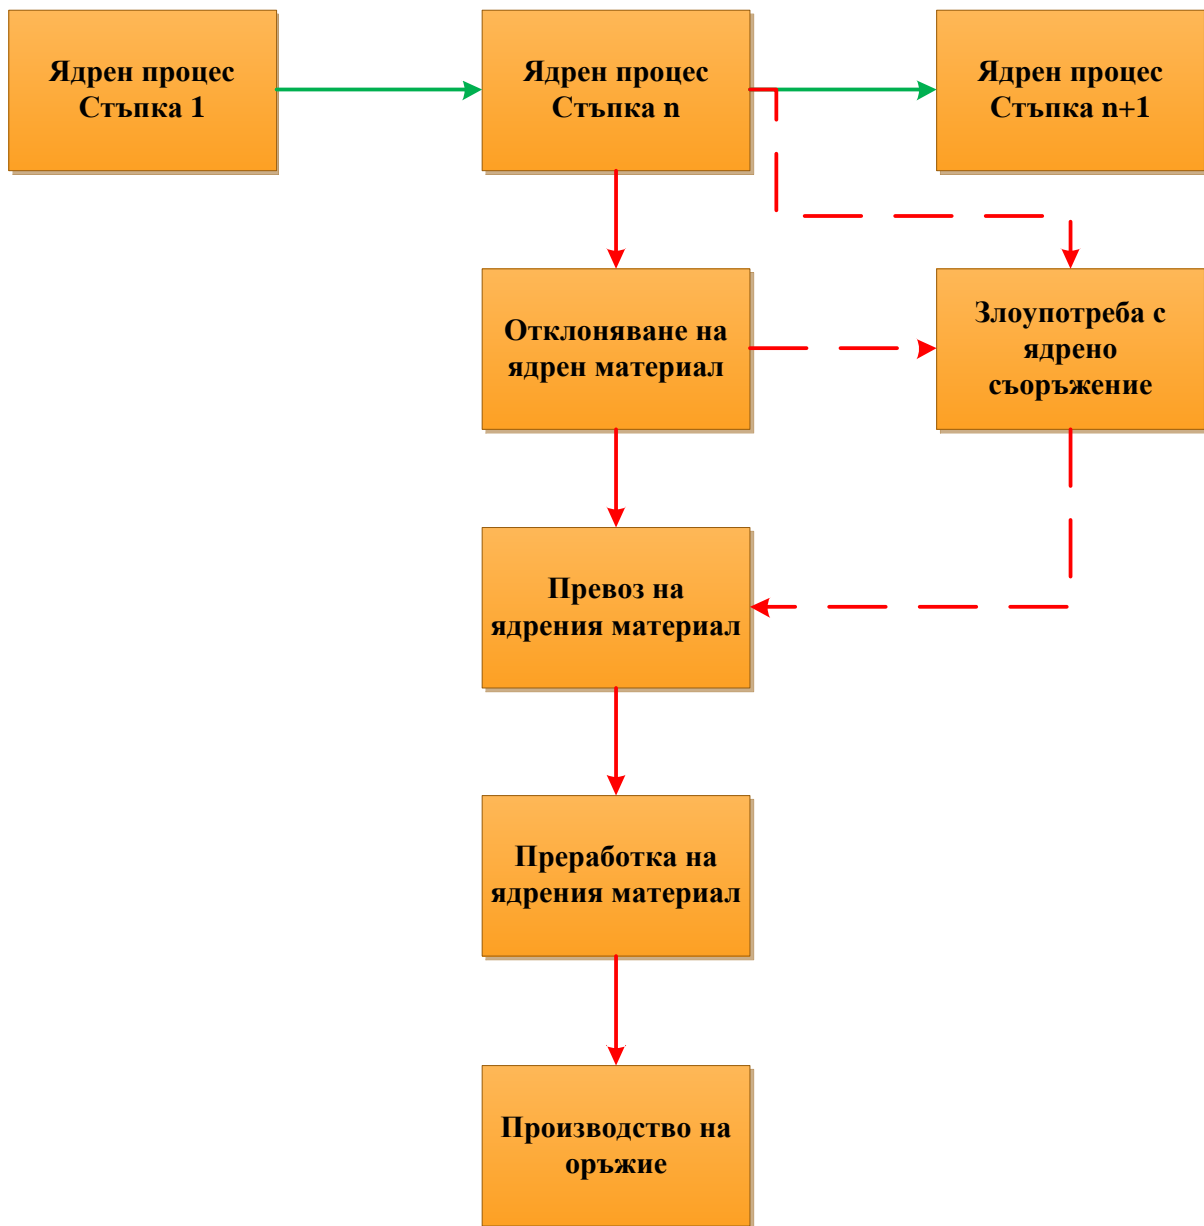 Ядрен процес
Стъпка 1
Ядрен процес
Стъпка n
Ядрен процес
Стъпка n+1
Отклоняване на
ядрен материал
Злоупотреба с
ядрено
съоръжение
Превоз на
ядрения материал
Преработка на
ядрения материал
Производство на
оръжие